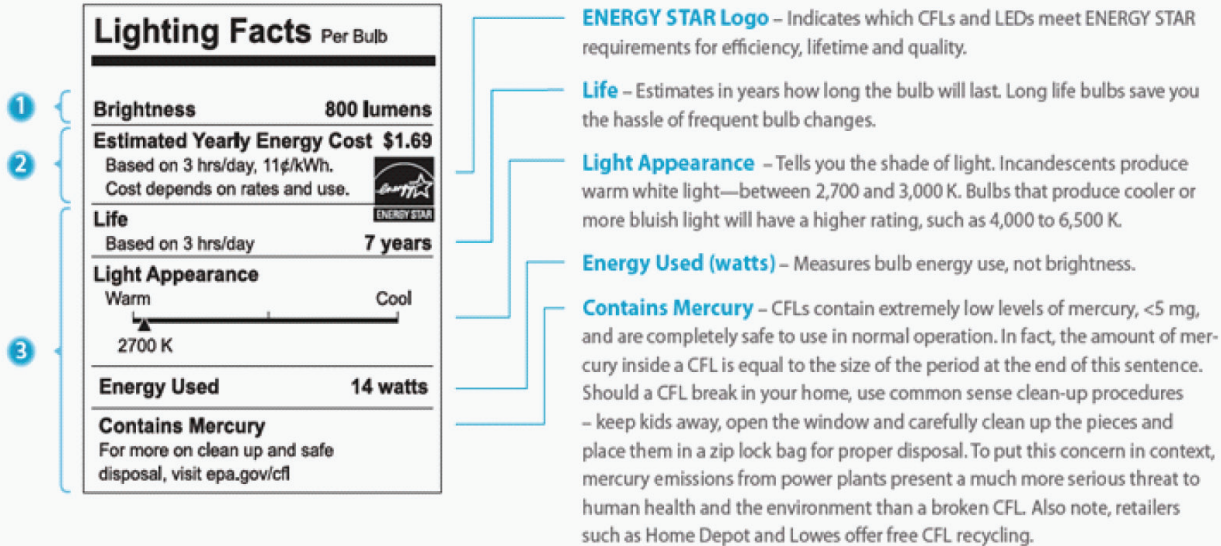 Lighting Facts Per Bulb
1
Brightness 800 lumens
2
Estimated Yearly Energy Cost $1.69
Based on 3 hrs/day, 11¢/kWh.
Cost depends on rates and use.
energy
ENERGY STAR
3
Life
Based on 3 hrs/day 7 years
Light Appearance
Warm Cool
2700 K
Energy Used 14 watts
Contains Mercury
For more on clean up and safe
disposal, visit epa.gov/cfl
ENERGY STAR Logo – Indicates which CFLs and LEDs meet ENERGY STAR
requirements for efficiency, lifetime and quality.
Life – Estimates in years how long the bulb will last. Long life bulbs save you
the hassle of frequent bulb changes.
Light Appearance – Tells you the shade of light. Incandescents produce
warm white light—between 2,700 and 3,000 K. Bulbs that produce cooler or
more bluish light will have a higher rating, such as 4,000 to 6,500 K.
Energy Used (watts) – Measures bulb energy use, not brightness.
Contains Mercury – CFLs contain extremely low levels of mercury, <5 mg,
and are completely safe to use in normal operation. In fact, the amount of mer-
cury inside a CFL is equal to the size of the period at the end of this sentence.
Should a CFL break in your home, use common sense clean-up procedures
– keep kids away, open the window and carefully clean up the pieces and
place them in a zip lock bag for proper disposal. To put this concern in context,
mercury emissions from power plants present a much more serious threat to
human health and the environment than a broken CFL. Also note, retailers
such as Home Depot and Lowes offer free CFL recycling.